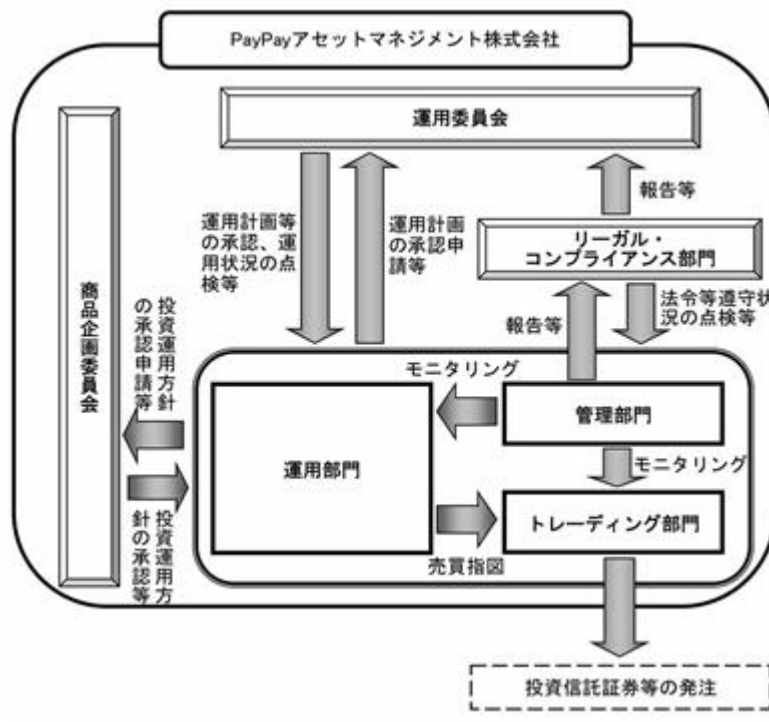 PayPayアセットマネジメント株式会社
運用委員会
運用計画等
の承認、運
用状況の点
検等
運用計画
の承認申
請等
報告等
リーガル・
コンプライアンス部門
報告等
法令等遵守状
況の点検等
商品企画委員会
投資運用方針
の承認申請等
投資運用方
針の承認等
モニタリング
運用部門
管理部門
モニタリング
トレーディング部門
売買指図
投資信託証券等の発注